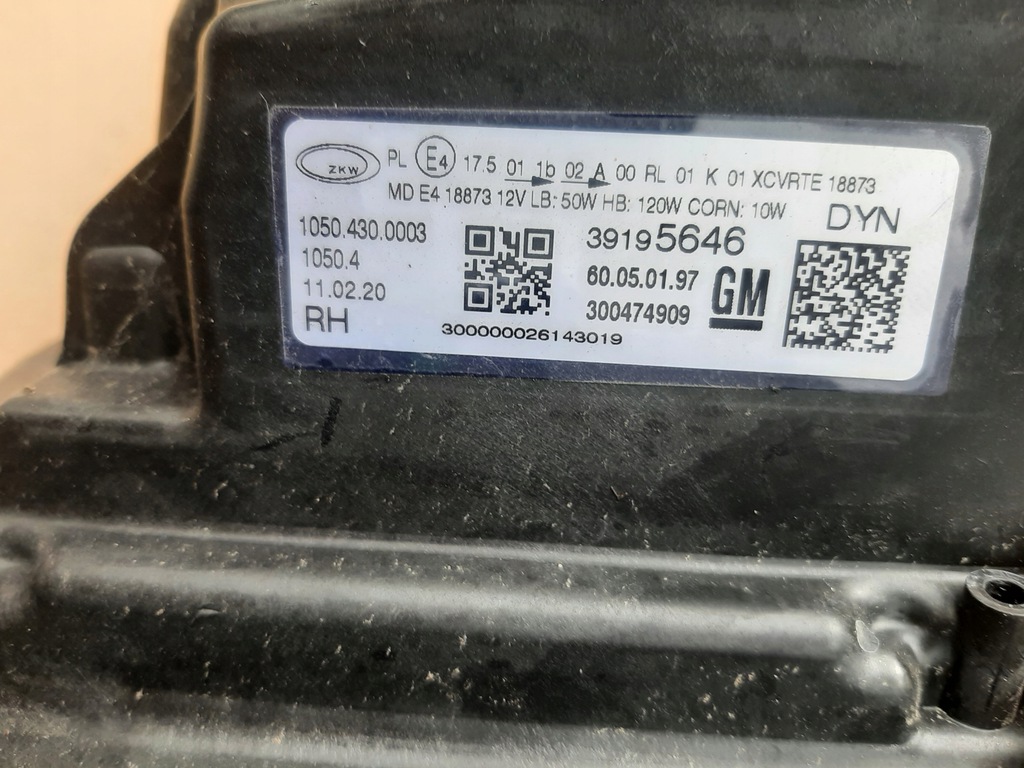 ZKW PL E4 17.5 01 1b 02 A 00 RL 01 K 01 XCVRTE 18873
MD E4 18873 12V LB: 50W HB: 120W CORN: 10W
DYN
1050.430.0003
1050.4
11.02.20
RH
39195646
60.05.01.97
300474909
GM
300000026143019